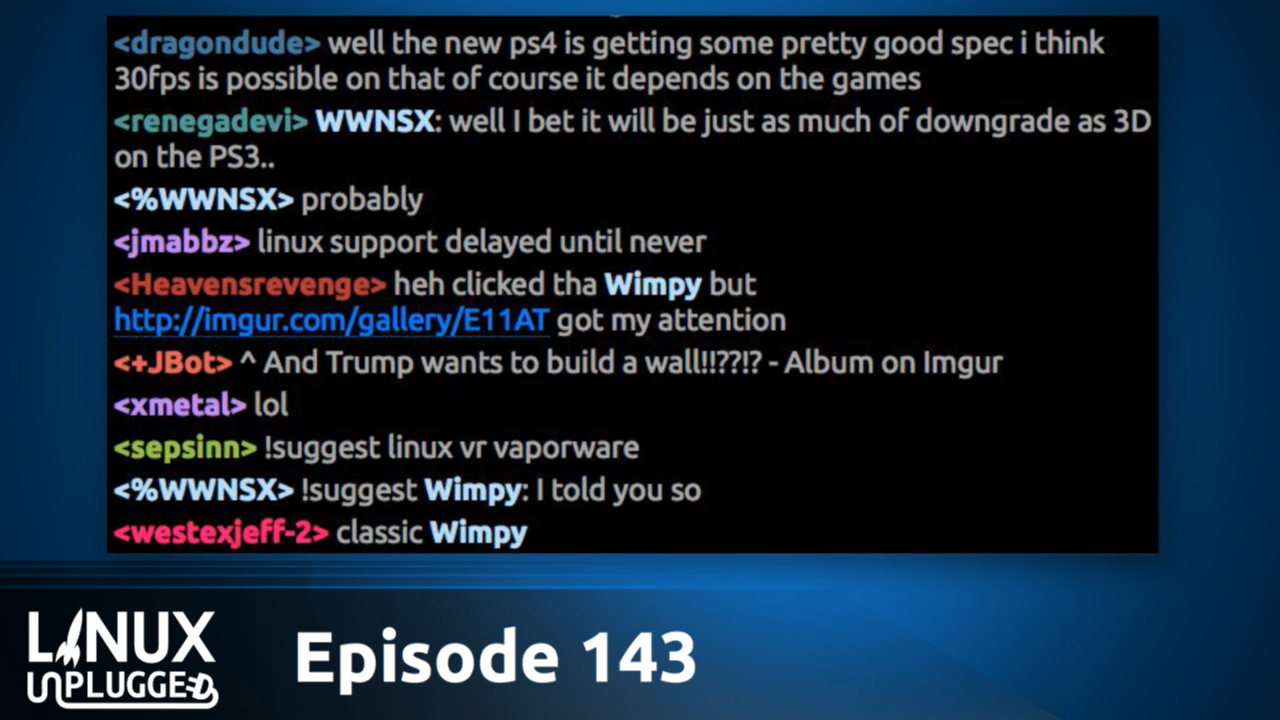 <dragondude> well the new ps4 is getting some pretty good spec i think
30fps is possible on that of course it depends on the games
<renegadevi> WWNSX: well I bet it will be just as much of downgrade as 3D
on the PS3..
<%WWNSX> probably
<jmabbz> linux support delayed until never
<Heavensrevenge> heh clicked tha Wimpy but
http://imgur.com/gallery/E11AT got my attention
<+JBot> ^ And Trump wants to build a wall!!??!? - Album on Imgur
<xmetal> lol
<sepsinn> !suggest linux vr vaporware
<%WWNSX> !suggest Wimpy: I told you so
<westexjeff-2> classic Wimpy
LINUX
UNPLUGGED
Episode 143